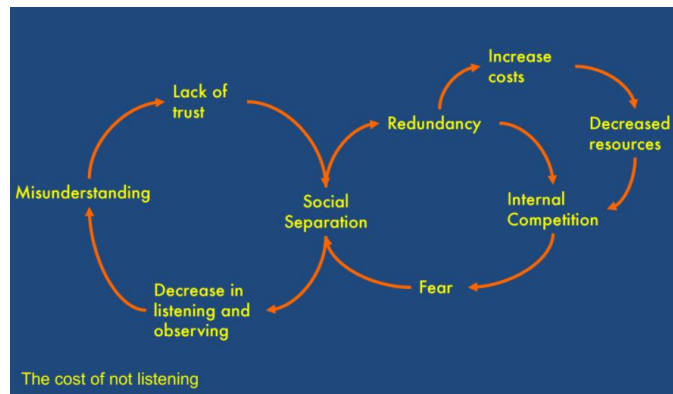 Increase
costs
Lack of
trust
Redundancy
Decreased
resources
Misunderstanding
Social
Separation
Internal
Competition
Decrease in
listening and
observing
Fear
The cost of not listening